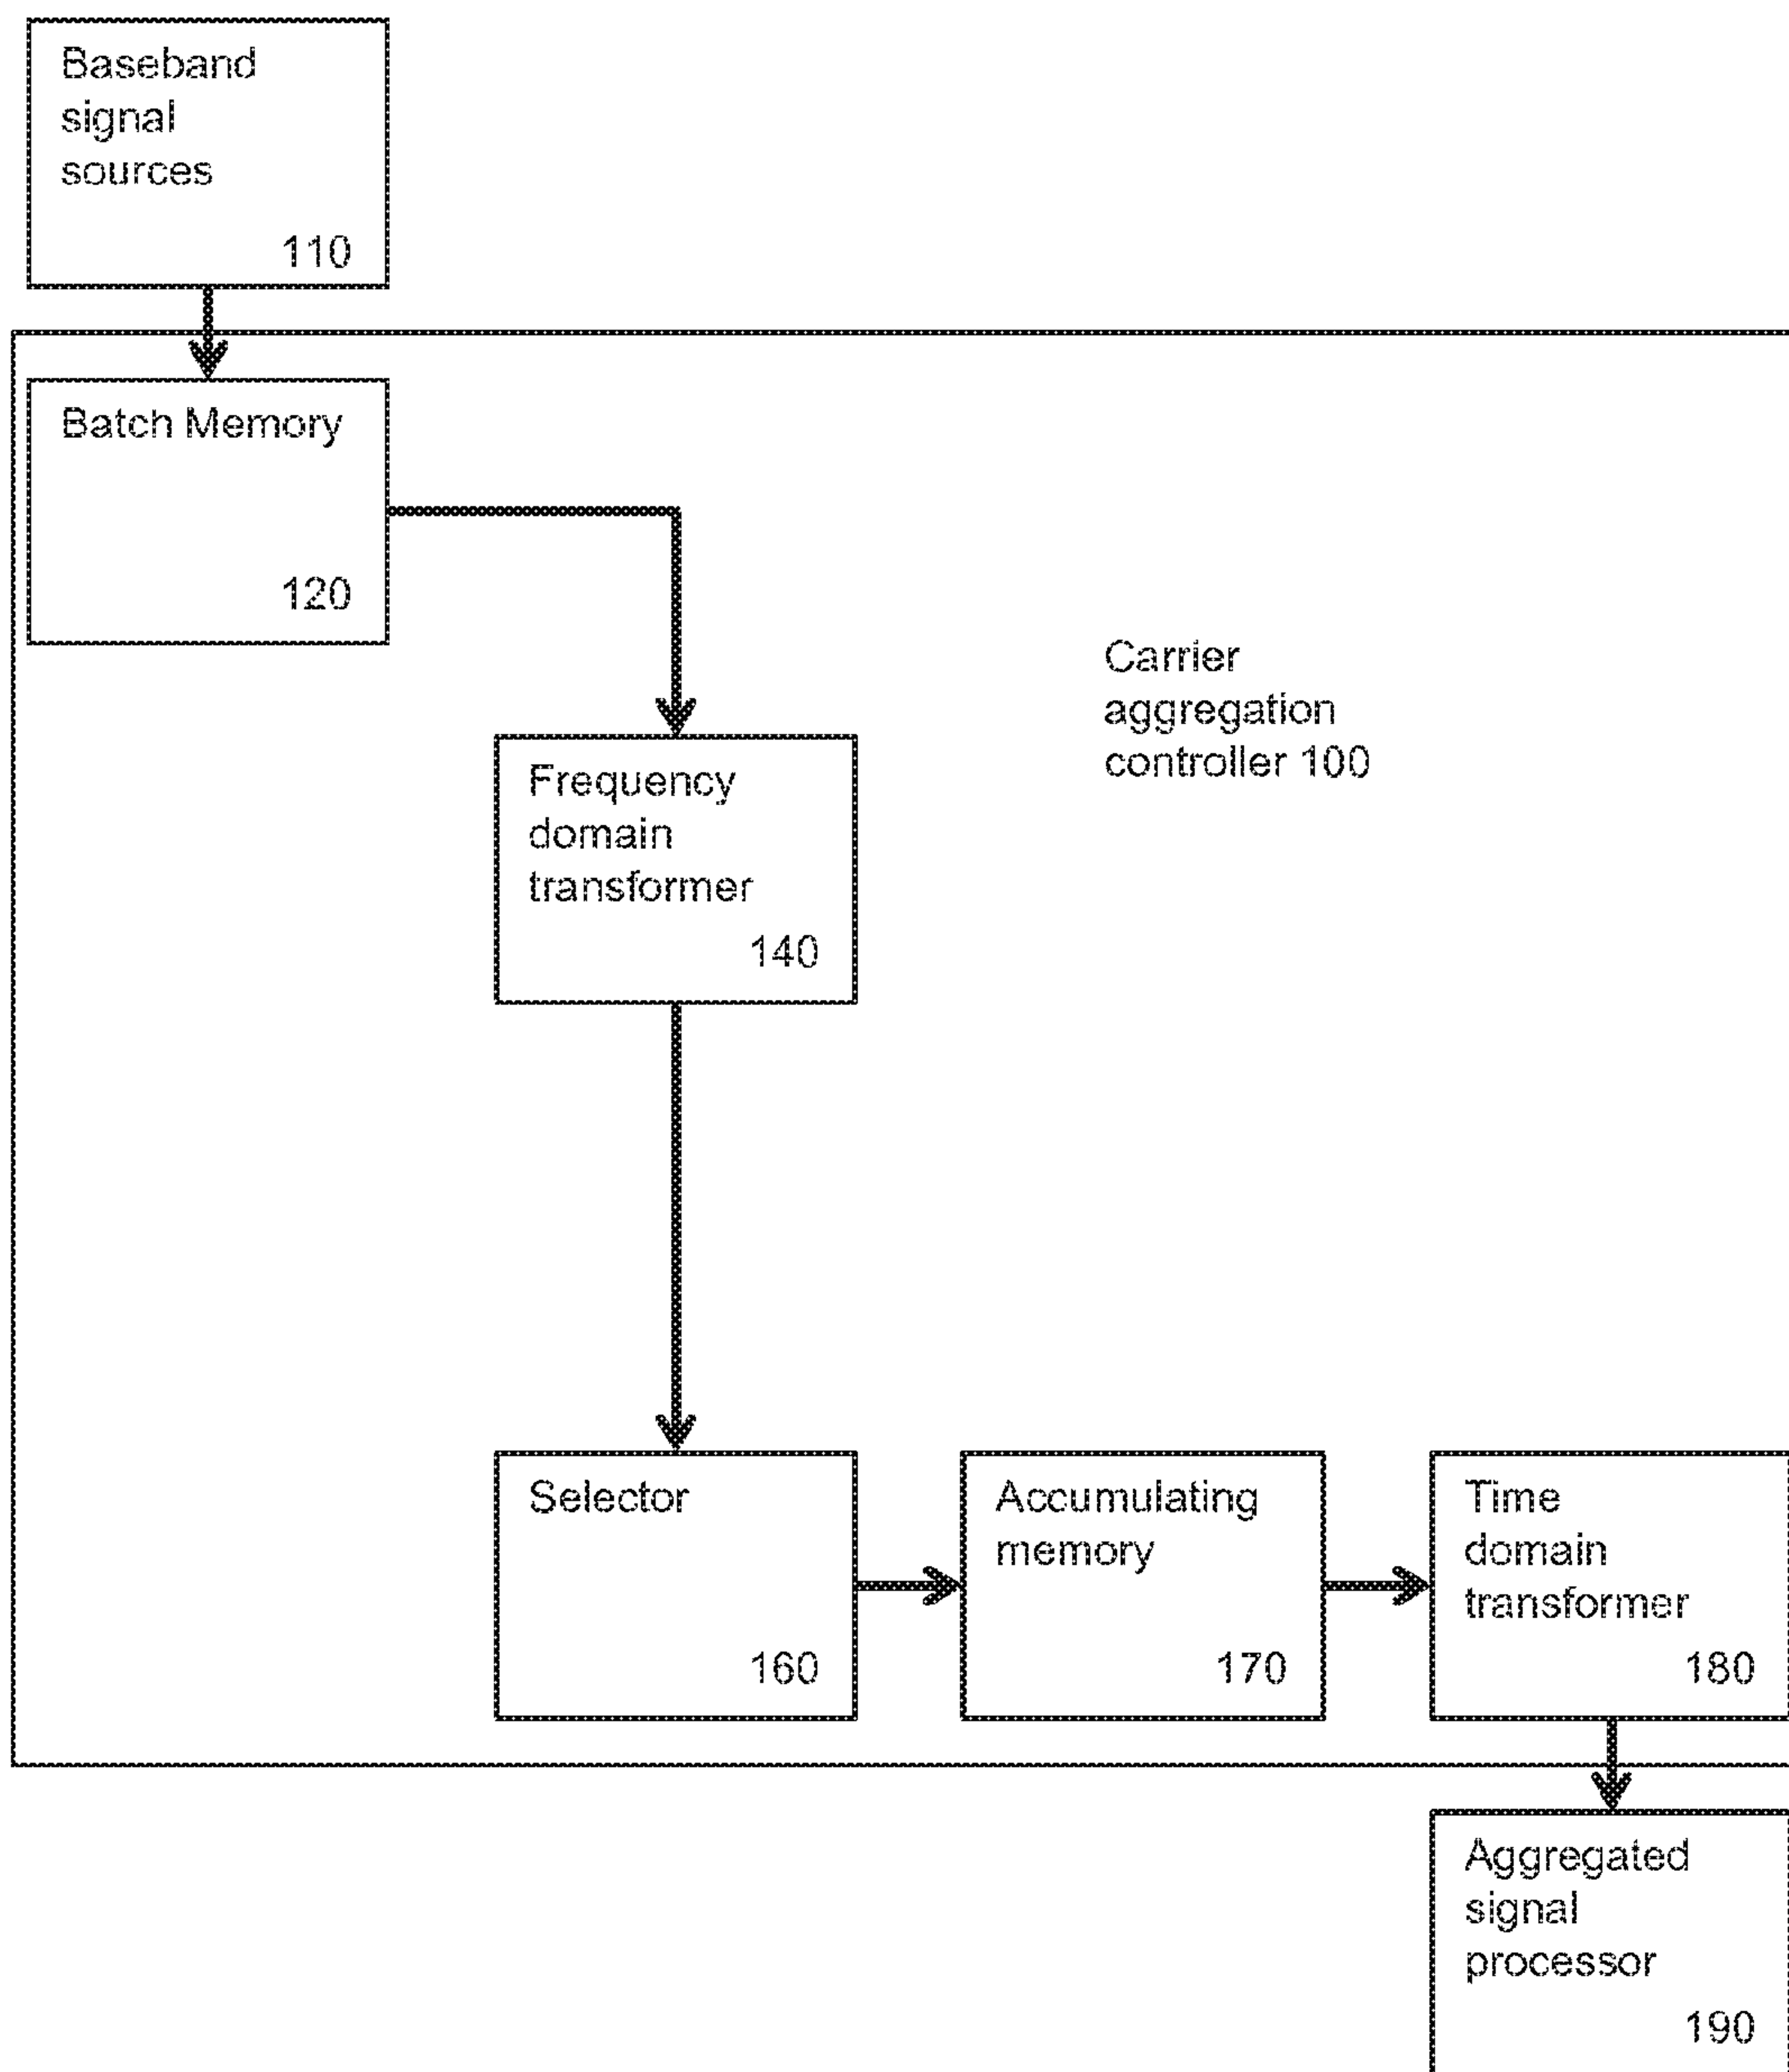 Baseband
signal
sources
110
Batch Memory
120
Carrier
aggregation
controller 100
Frequency
domain
transformer
140
Selector
160
Accumulating
memory
170
Time
domain
transformer
180
Aggregated
signal
processor
190